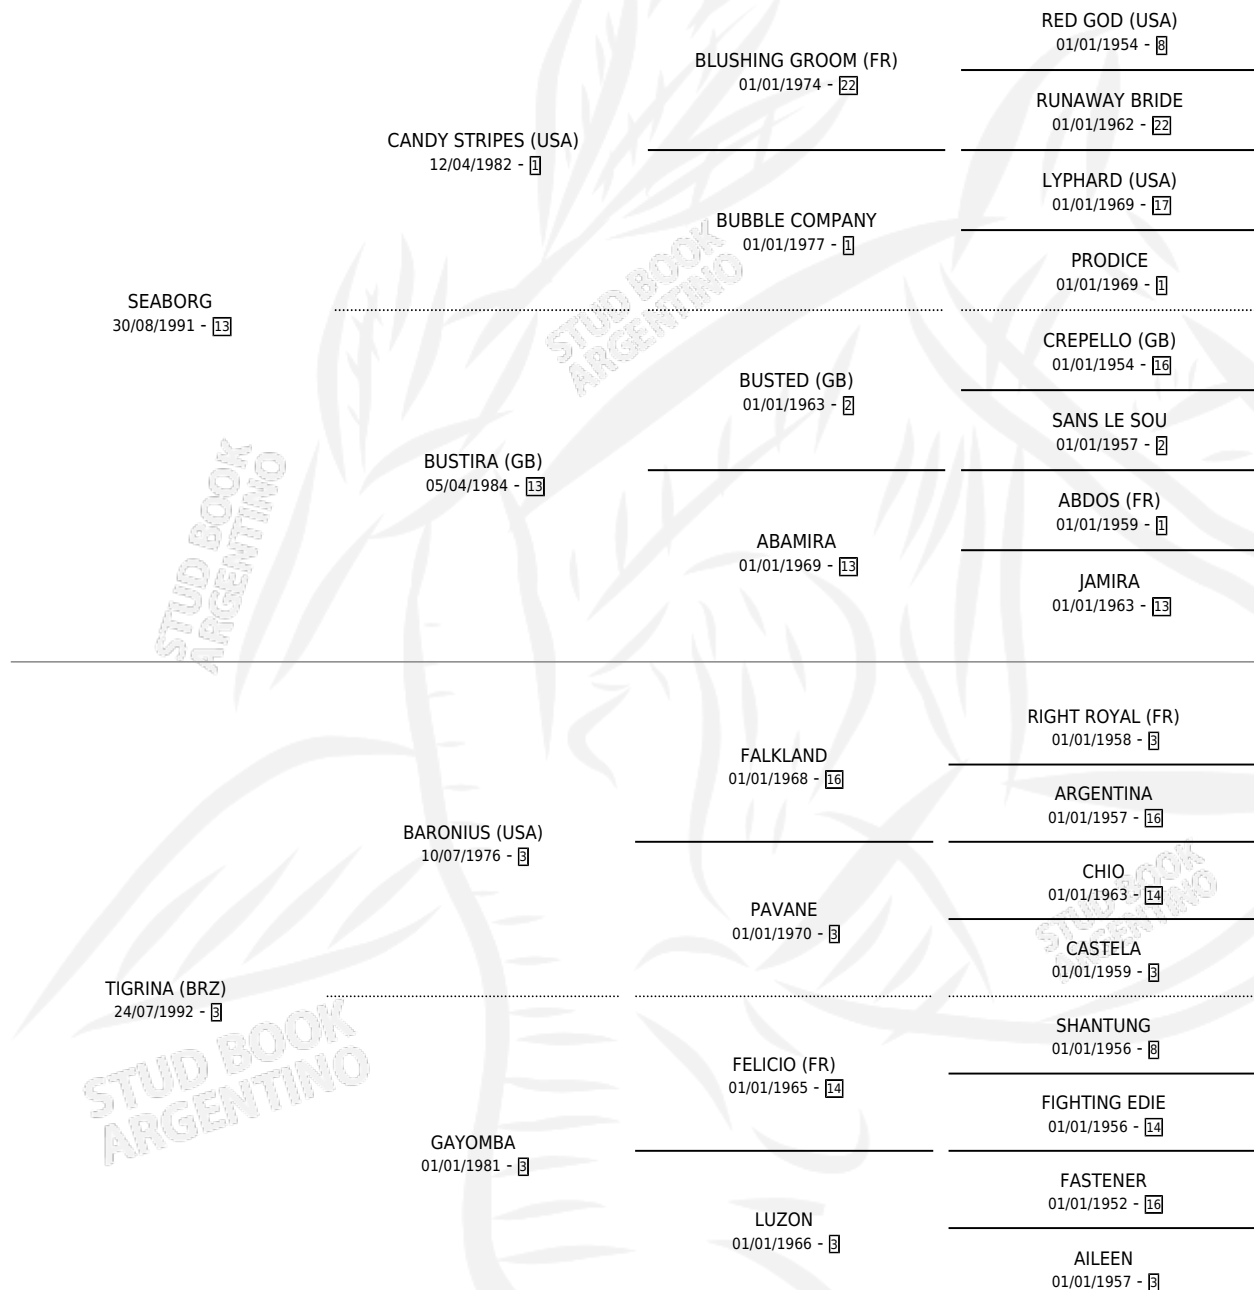 RED GOD (USA)
01/01/1954 - 8
BLUSHING GROOM (FR)
01/01/1974 - 22
RUNAWAY BRIDE
01/01/1962 - 22
CANDY STRIPES (USA)
12/04/1982 - 1
LYPHARD (USA)
01/01/1969 - 17
BUBBLE COMPANY
01/01/1977 - 1
PRODICE
01/01/1969 - 1
SEABORG
30/08/1991 - 13
STUD BOOK
ARGENTINO
CREPELLO (GB)
01/01/1954 - 16
BUSTED (GB)
01/01/1963 - 2
SANS LE SOU
01/01/1957 - 2
BUSTIRA (GB)
05/04/1984 - 13
ABDOS (FR)
01/01/1959 - 1
ABAMIRA
01/01/1969 - 13
JAMIRA
01/01/1963 - 13
STUD BOOK
ARGENTINO
RIGHT ROYAL (FR)
01/01/1958 - 3
FALKLAND
01/01/1968 - 16
ARGENTINA
01/01/1957 - 16
BARONIUS (USA)
10/07/1976 - 3
CHIO
01/01/1963 - 14
PAVANE
01/01/1970 - 3
STUD BOOK
ARGENTINO
CASTELA
01/01/1959 - 3
TIGRINA (BRZ)
24/07/1992 - 3
SHANTUNG
01/01/1956 - 8
FELICIO (FR)
01/01/1965 - 14
STUD BOOK
ARGENTINO
FIGHTING EDIE
01/01/1956 - 14
GAYOMBA
01/01/1981 - 3
FASTENER
01/01/1952 - 16
LUZON
01/01/1966 - 3
AILEEN
01/01/1957 - 3